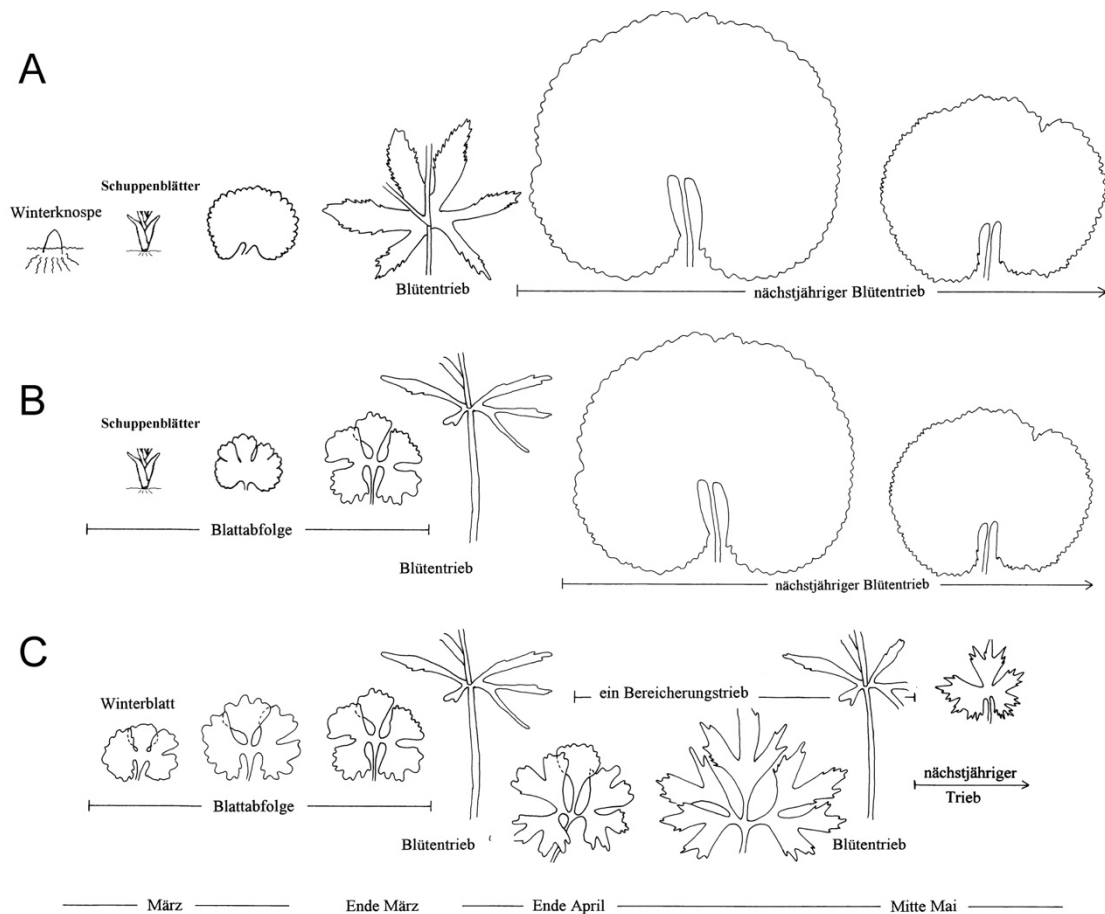 A
Winterknospe
Schuppenblätter
Blütentrieb
nächstjähriger Blütentrieb
B
Schuppenblätter
Blattabfolge
Blütentrieb
nächstjähriger Blütentrieb
C
Winterblatt
Blattabfolge
Blütentrieb
ein Bereicherungstrieb
Blütentrieb
nächstjähriger
Trieb
März
Ende März
Ende April
Mitte Mai